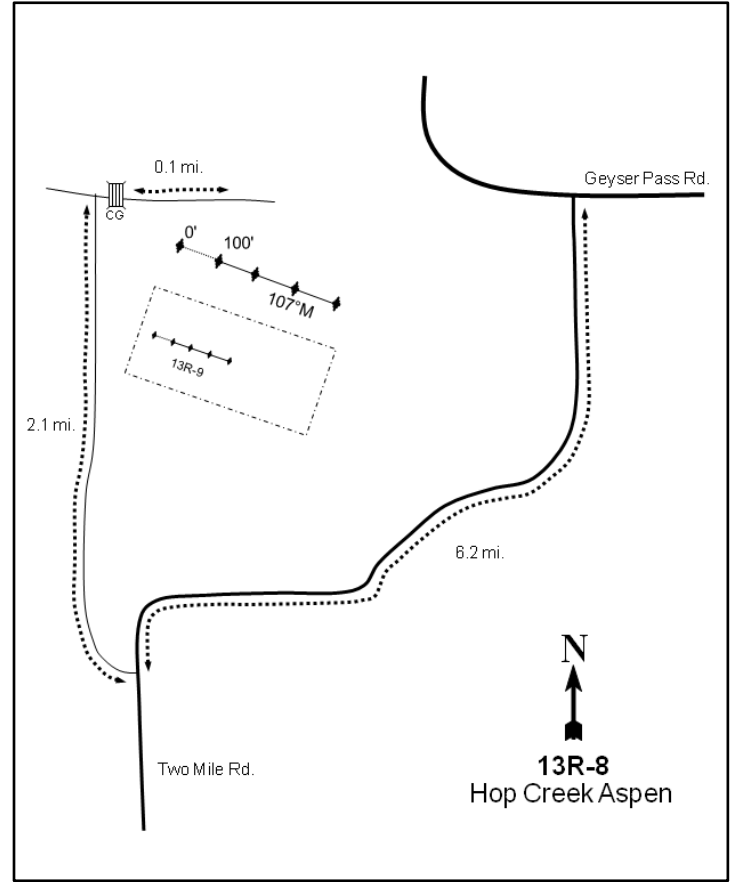 0.1 mi.
Geyser Pass Rd.
CG
0'
100'
107°M
13R-9
2.1 mi.
6.2 mi.
N
13R-8
Hop Creek Aspen
Two Mile Rd.